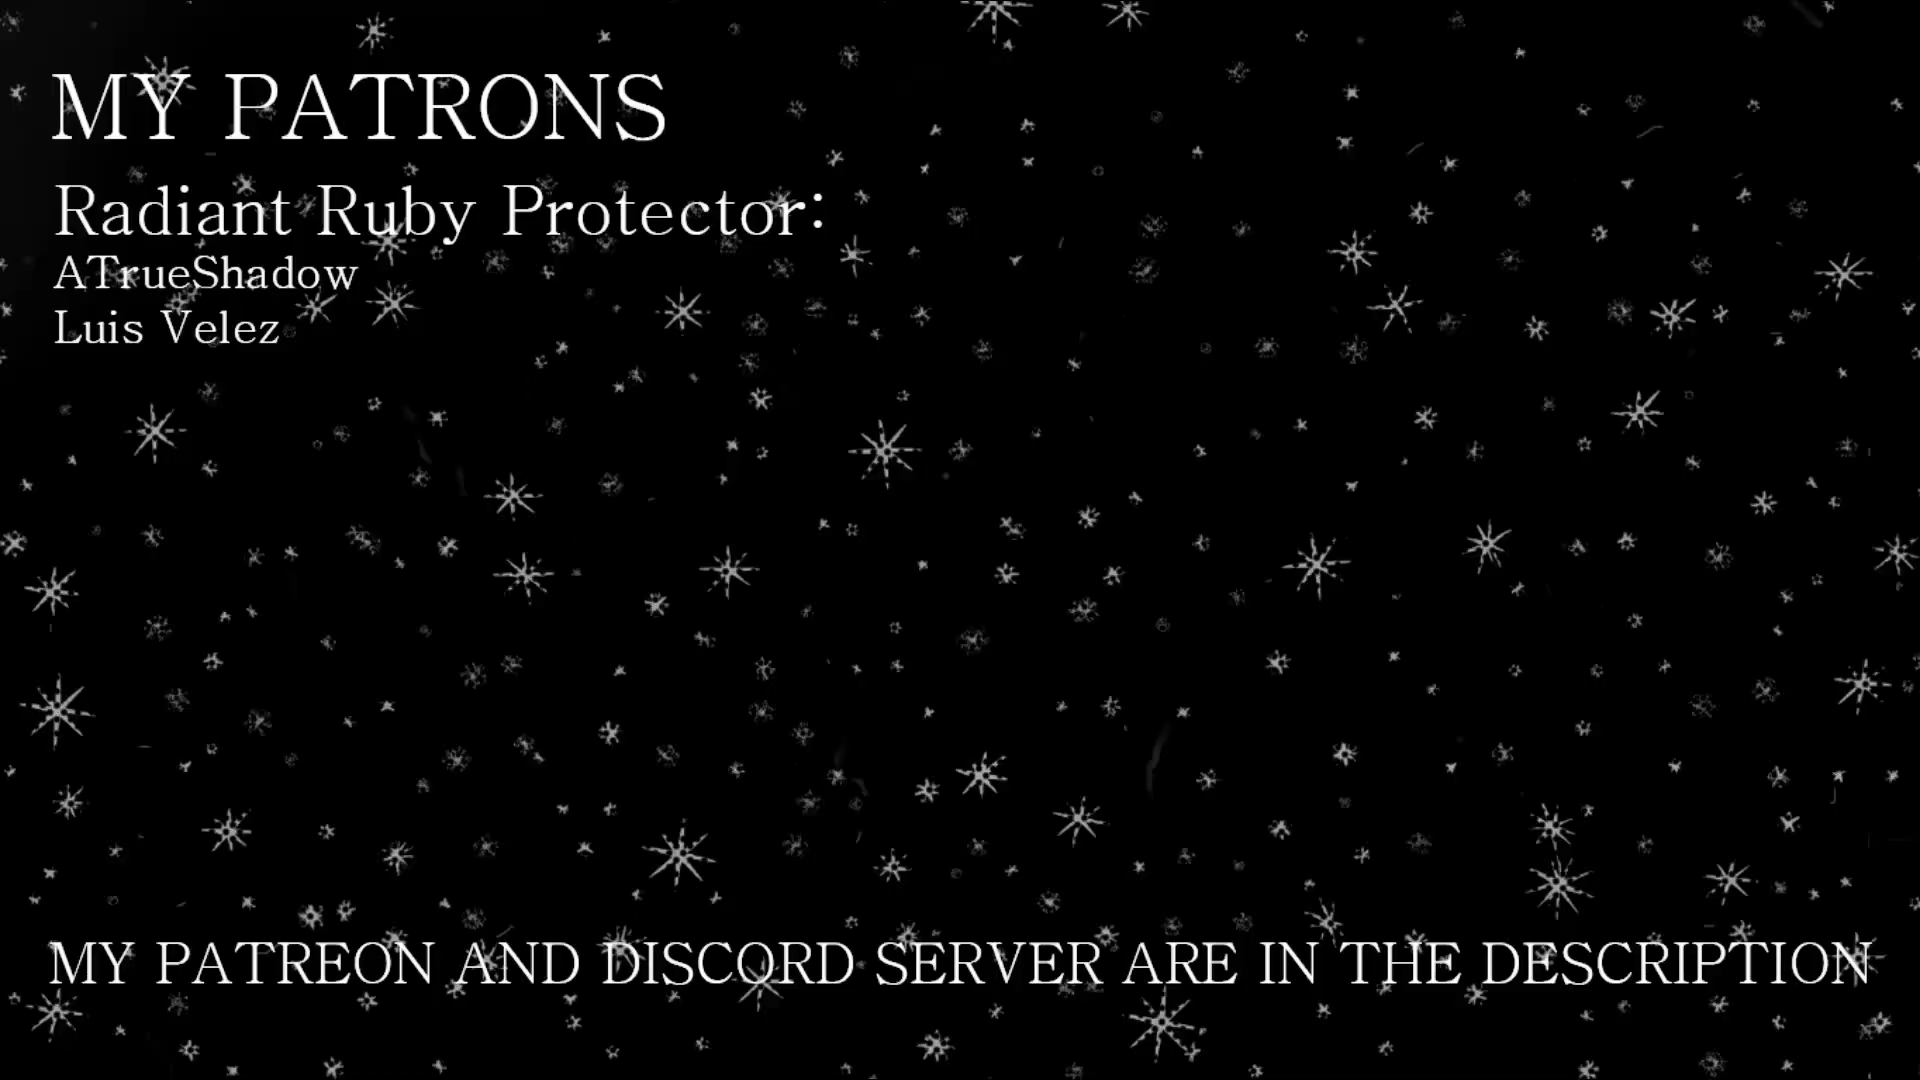 MY PATRONS
Radiant Ruby Protector:
ATrueShadow
Luis Velez
MY PATREON AND DISCORD SERVER ARE IN THE DESCRIPTION